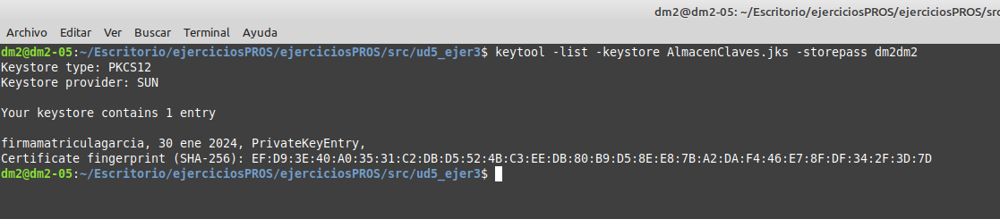 dm2@dm2-05: ~/Escritorio/ejerciciosPROS/ejerciciosPROS/src
Archivo Editar Ver Buscar Terminal Ayuda
dm2@dm2-05:~/Escritorio/ejerciciosPROS/ejerciciosPROS/src/ud5_ejer3$ keytool -list -keystore AlmacenClaves.jks -storepass dm2dm2
Keystore type: PKCS12
Keystore provider: SUN
Your keystore contains 1 entry
firmamatriculagarcia, 30 ene 2024, PrivateKeyEntry,
Certificate fingerprint (SHA-256): EF:D9:3E:40:A0:35:31:C2:DB:D5:52:4B:C3:EE:DB:80:B9:D5:8E:E8:7B:A2:DA:F4:46:E7:8F:DF:34:2F:3D:7D
dm2@dm2-05:~/Escritorio/ejerciciosPROS/ejerciciosPROS/src/ud5_ejer3$